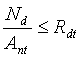 N_d / A_nt ≤ R_dt